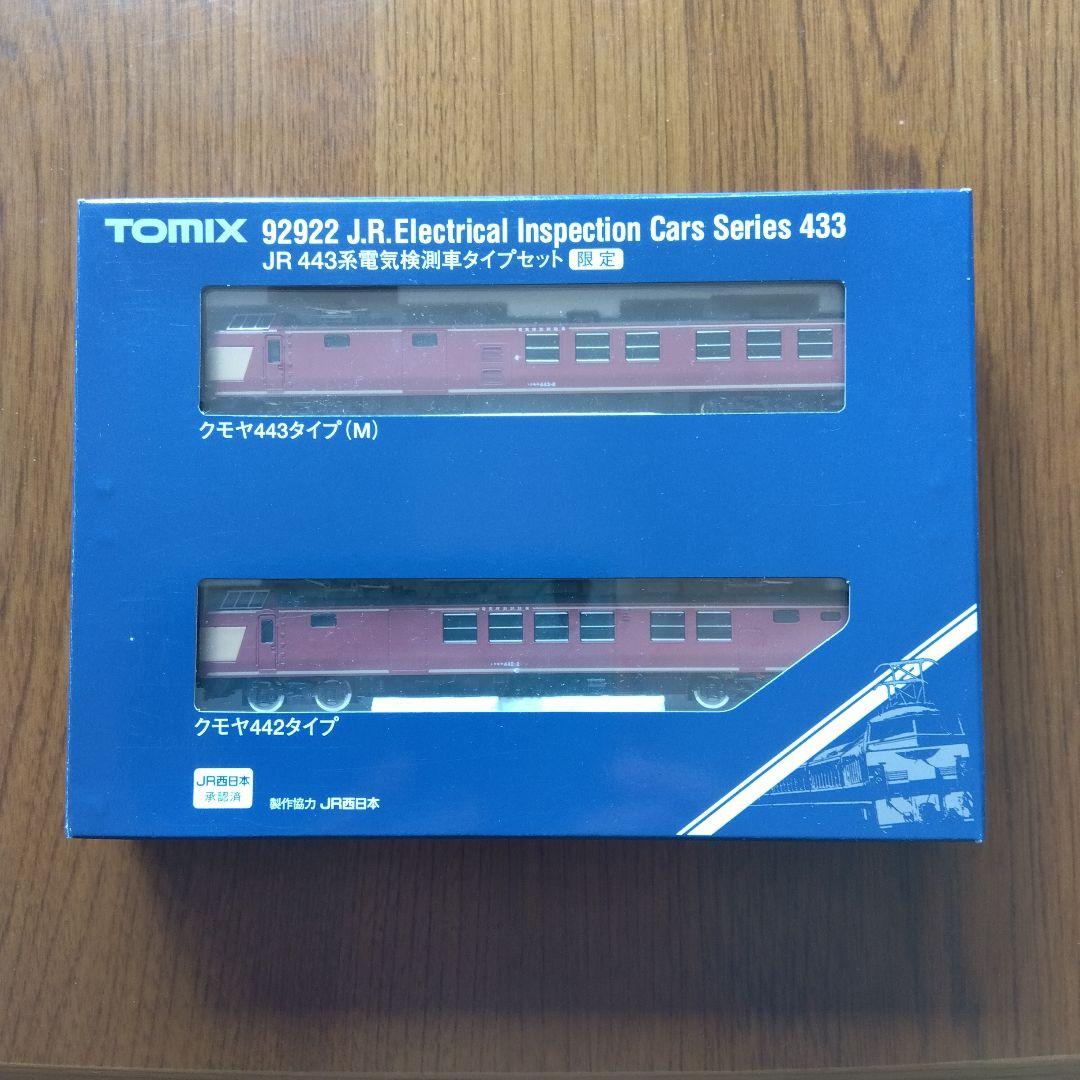 TOMIX 92922 J.R.Electrical Inspection Cars Series 433
JR 443系電気検測車タイプセット 限定
クモヤ443タイプ(M)
クモヤ442タイプ
JR西日本
承認済
製作協力 JR西日本